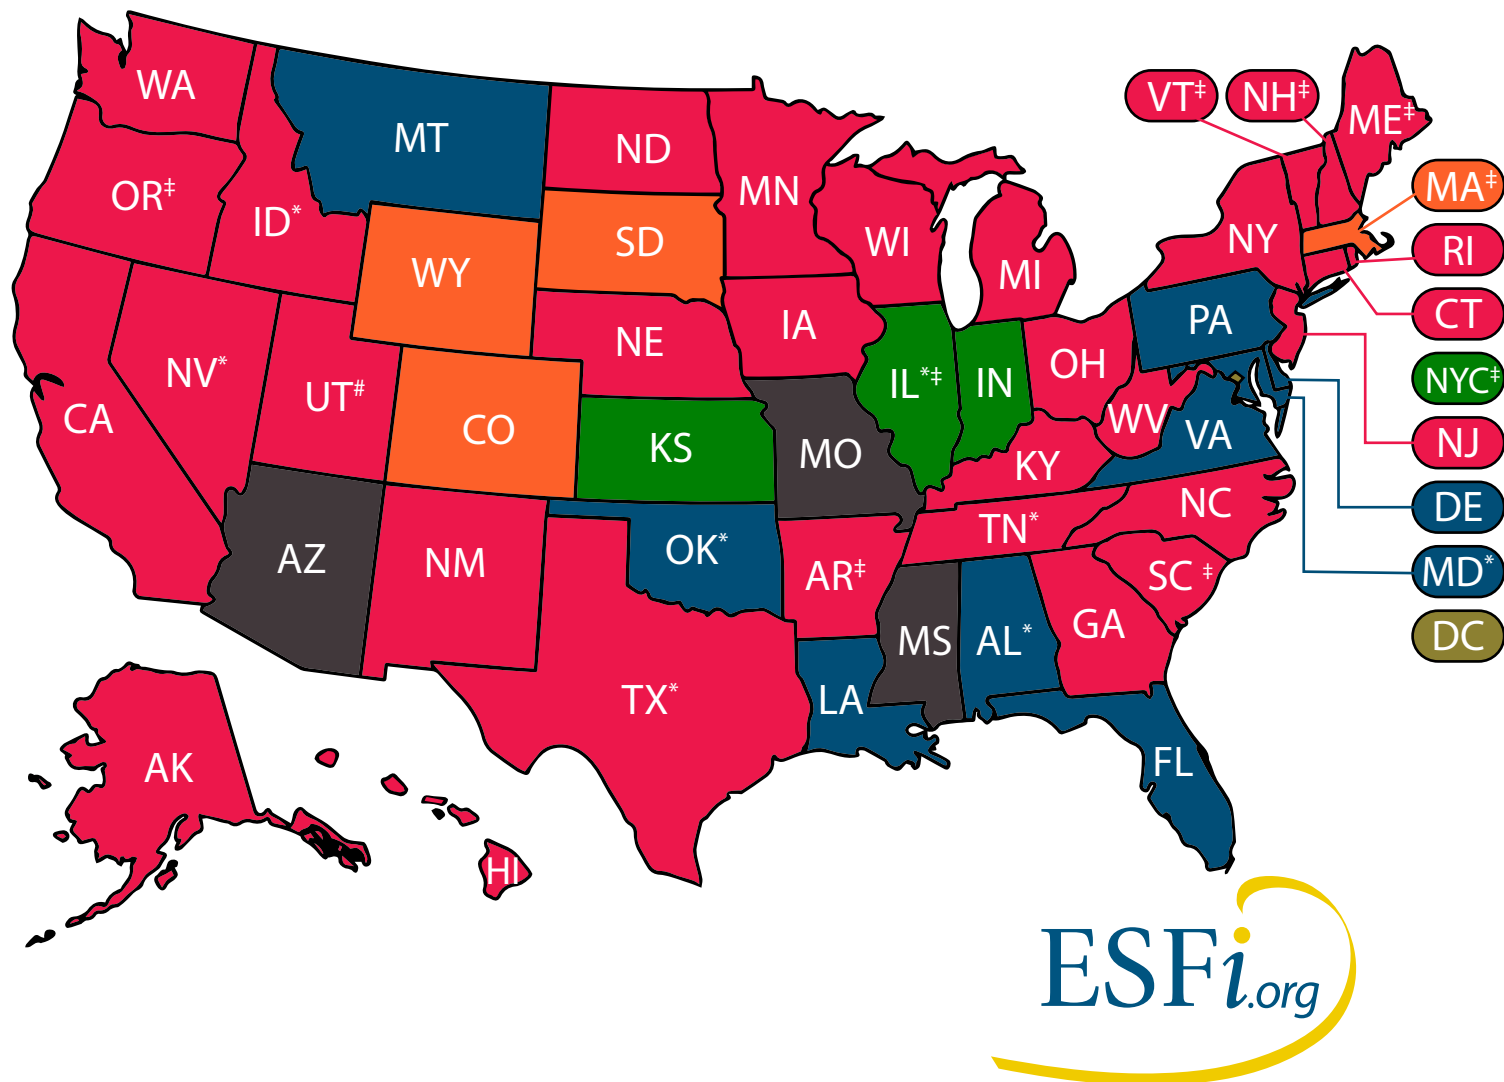 WA
MT
ND
MN
OR‡
ID*
WY
SD
WI
MI
NY
VT‡
NH‡
ME‡
MA‡
RI
CT
NYC‡
NJ
DE
MD*
DC
NV*
UT#
CA
CO
NE
IA
IL*‡
IN
OH
PA
KS
MO
KY
WV
VA
AZ
NM
OK*
AR‡
TN*
NC
SC ‡
TX*
LA
MS
AL*
GA
FL
AK
HI
ESFi.org